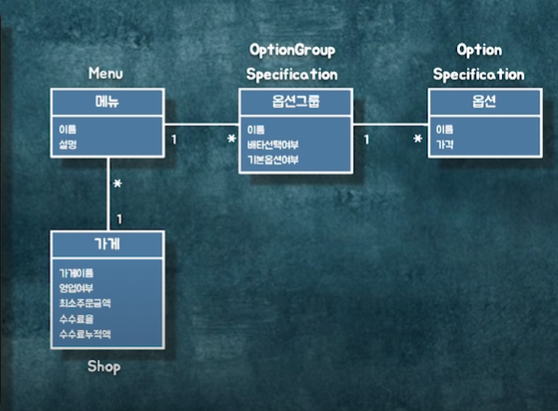 OptionGroup
Option
Menu
Specification
Specification
메뉴
옵션그룹
옵션
이름
설명
이름
배타선택여부
기본옵션여부
이름
가격
1
*
1
*
*
1
가게
가게이름
영업여부
최소주문금액
수수료율
수수료누적액
Shop